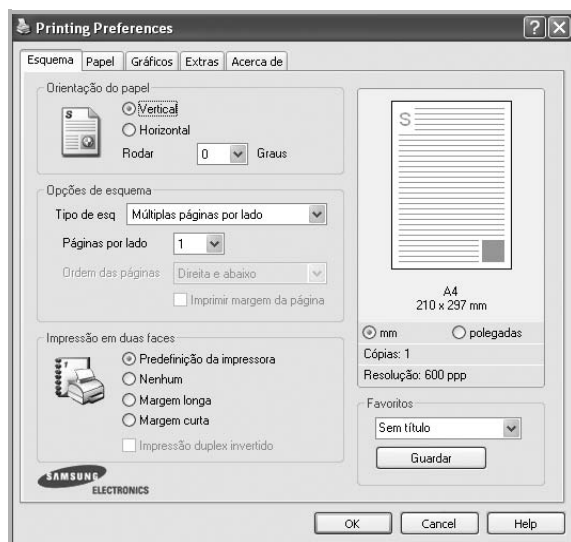 Printing Preferences
Esquema Papel Gráficos Extras Acerca de
Orientação do papel
S
Vertical
Horizontal
Rodar 0 Graus
Opções de esquema
Tipo de esq Múltiplas páginas por lado
Páginas por lado 1
Ordem das páginas Direita e abaixo
Imprimir margem da página
Impressão em duas faces
Predefinição da impressora
Nenhum
Margem longa
Margem curta
Impressão duplex invertido
SAMSUNG
ELECTRONICS
S
A4
210 x 297 mm
mm polegadas
Cópias: 1
Resolução: 600 ppp
Favoritos
Sem título
Guardar
OK Cancel Help